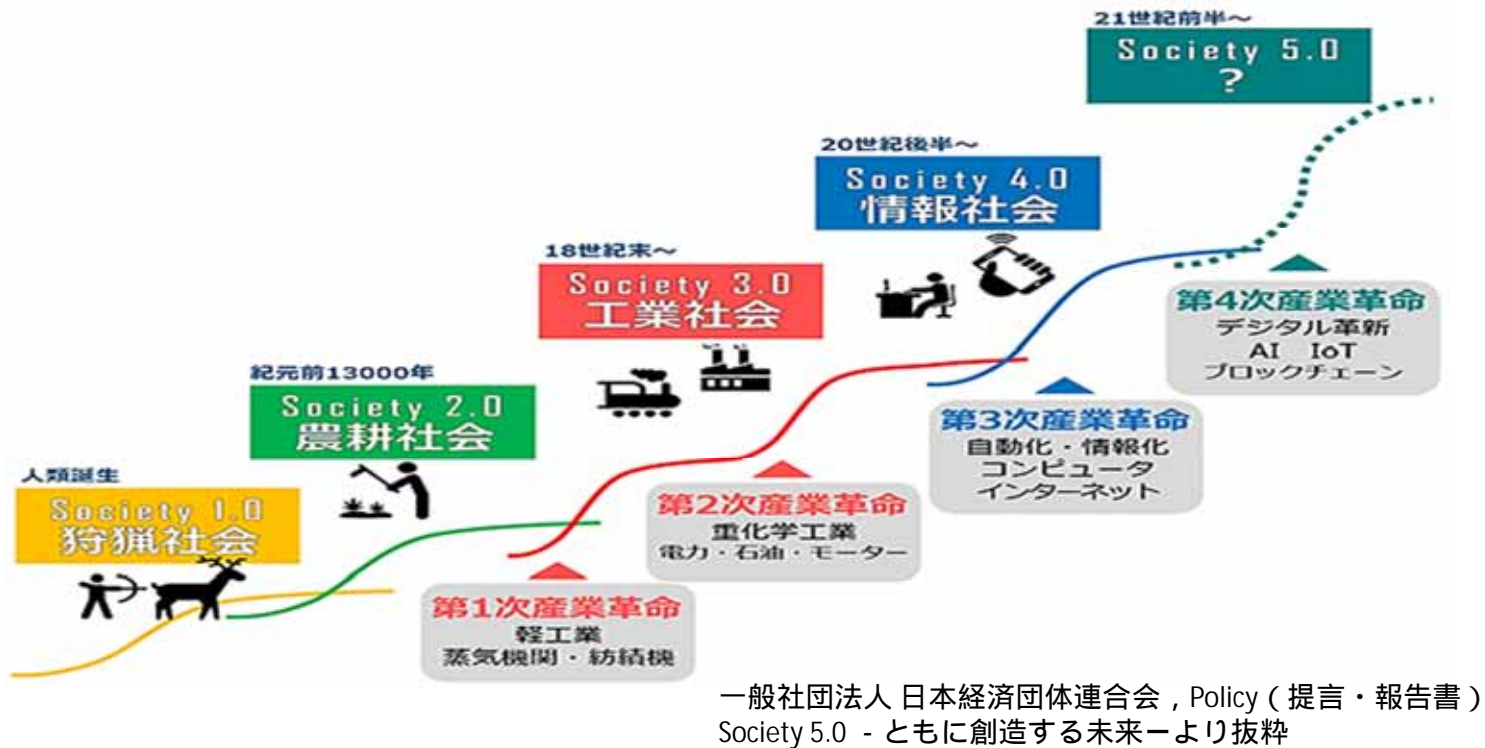 21世紀前半~
Society 5.0
?
20世紀後半~
Society 4.0
情報社会
18世紀末~
Society 3.0
工業社会
紀元前13000年
Society 2.0
農耕社会
人類誕生
Society 1.0
狩猟社会
第4次産業革命
デジタル革新
AI IoT
ブロックチェーン
第3次産業革命
自動化・情報化
コンピュータ
インターネット
第2次産業革命
重化学工業
電力・石油・モーター
第1次産業革命
軽工業
蒸気機関・紡績機
一般社団法人 日本経済団体連合会 , Policy ( 提言・報告書 )
Society 5.0 - ともに創造する未来ーより抜粋